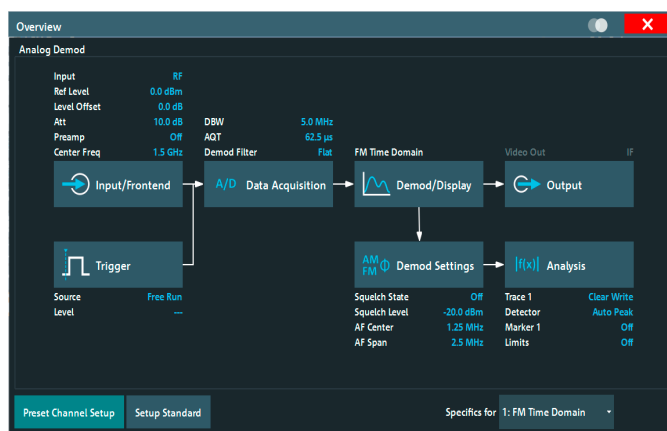 Overview
Analog Demod
Input RF
Ref Level 0.0 dBm
Level Offset 0.0 dB
Att 10.0 dB DBW 5.0 MHz
Preamp Off AQT 62.5 µs
Center Freq 1.5 GHz Demod Filter Flat FM Time Domain Video Out IF
Input/Frontend A/D Data Acquisition Demod/Display Output
Trigger AM FM Φ Demod Settings |f(x)| Analysis
Source Free Run Squelch State Off Trace 1 Clear Write
Level --- Squelch Level -20.0 dBm Detector Auto Peak
AF Center 1.25 MHz Marker 1 Off
AF Span 2.5 MHz Limits Off
Preset Channel Setup Setup Standard Specifics for 1: FM Time Domain